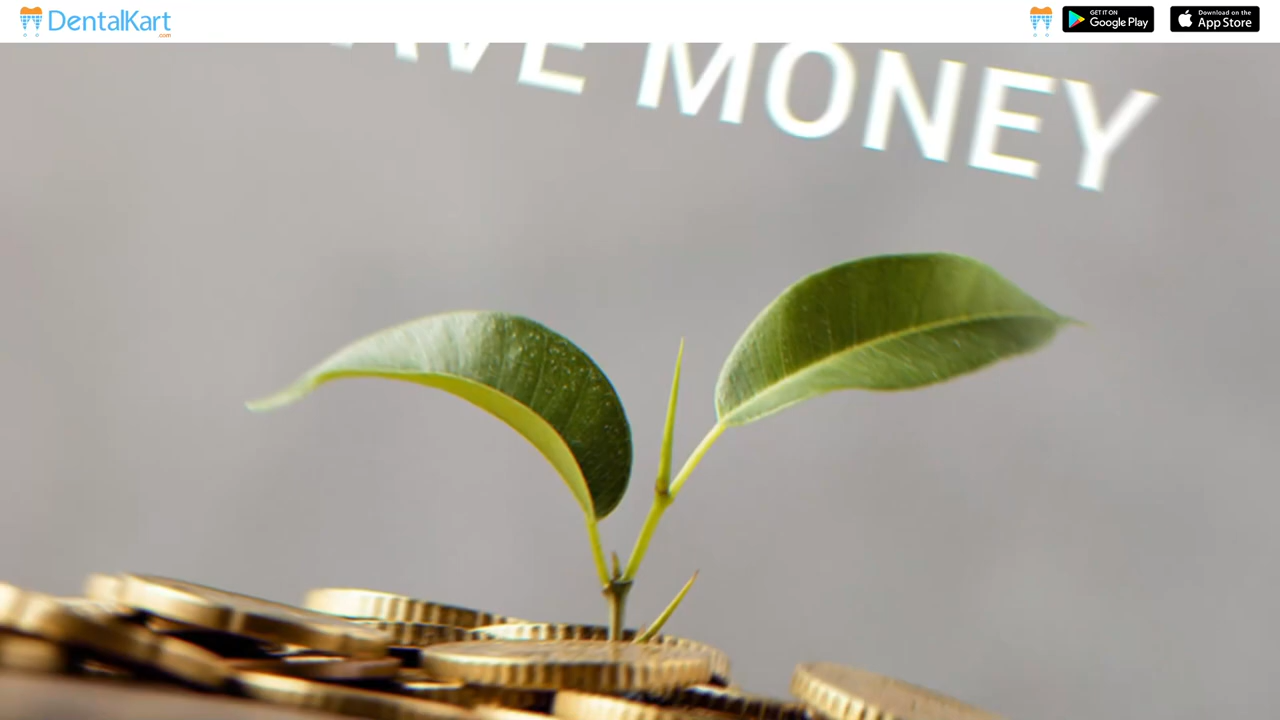 DentalKart
.com
GET IT ON
Google Play
Download on the
App Store
MONEY